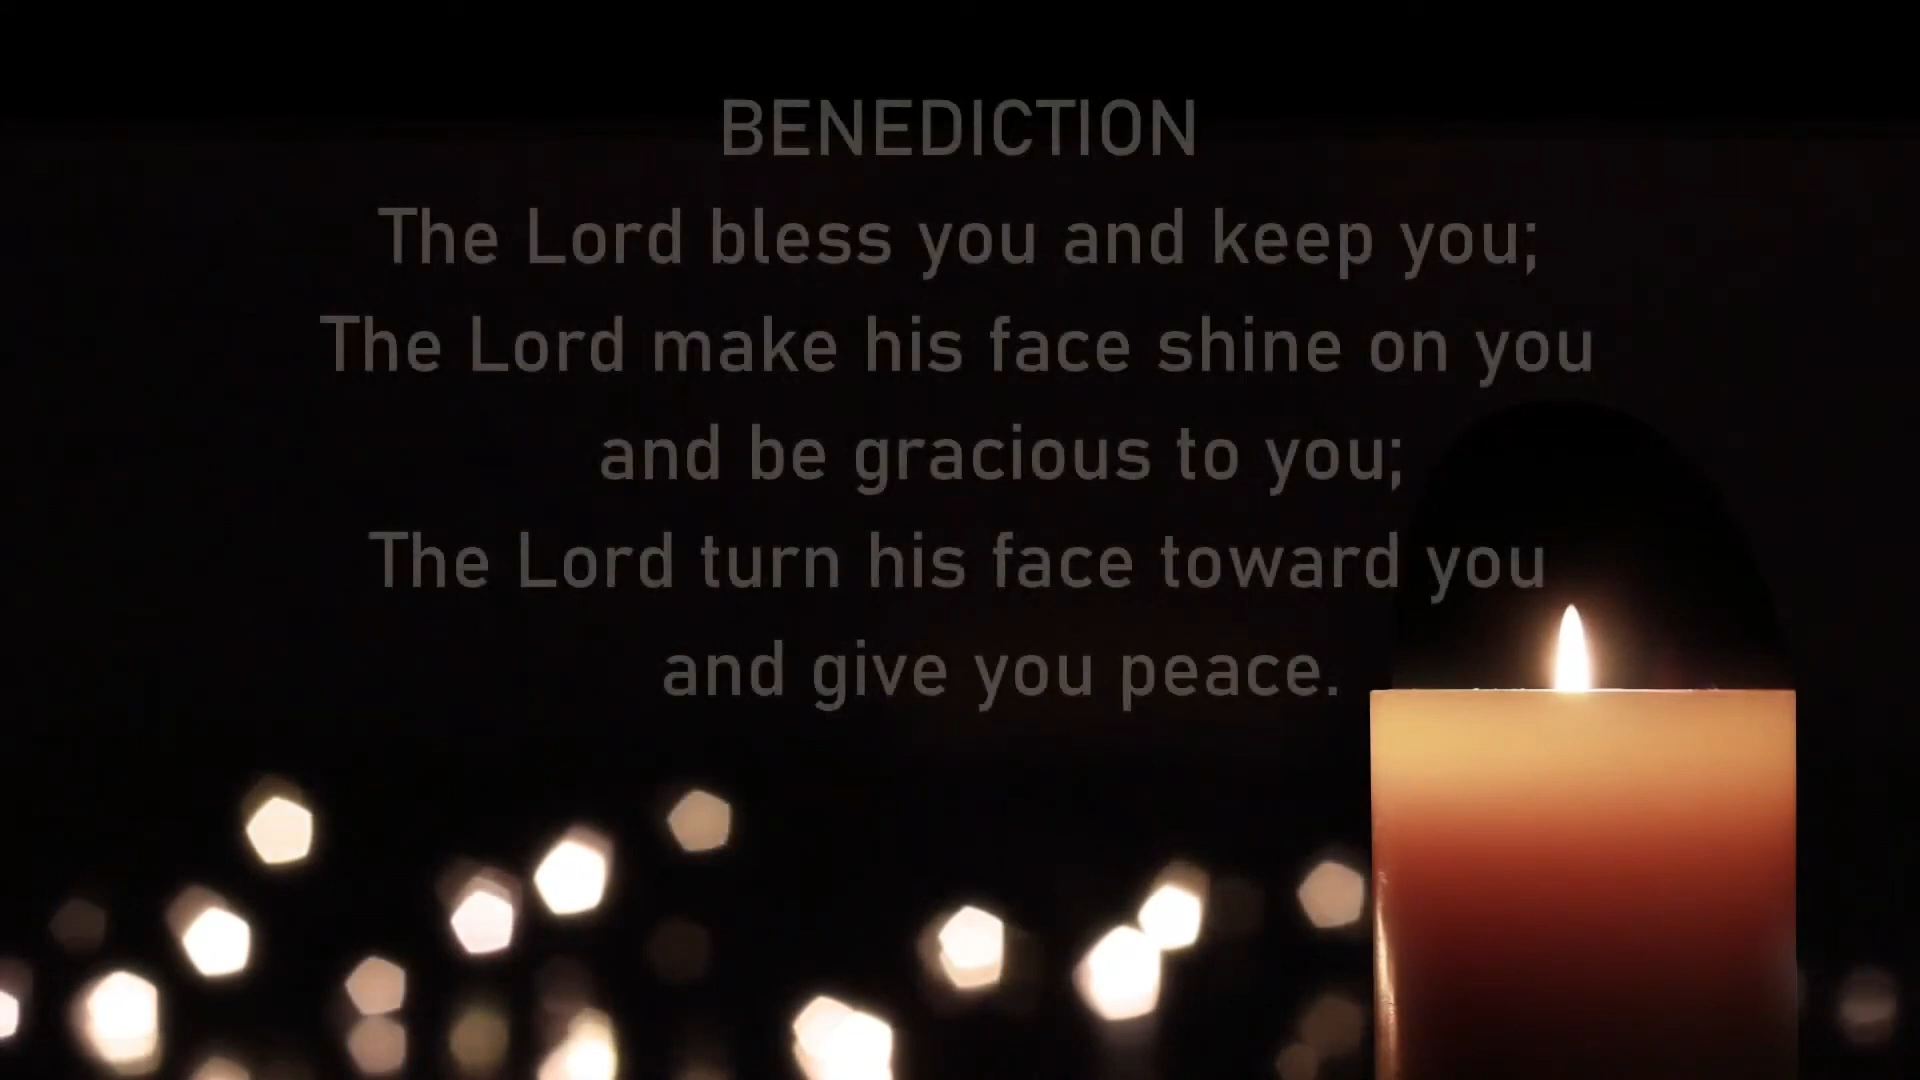 BENEDICTION
The Lord bless you and keep you;
The Lord make his face shine on you
and be gracious to you;
The Lord turn his face toward you
and give you peace.